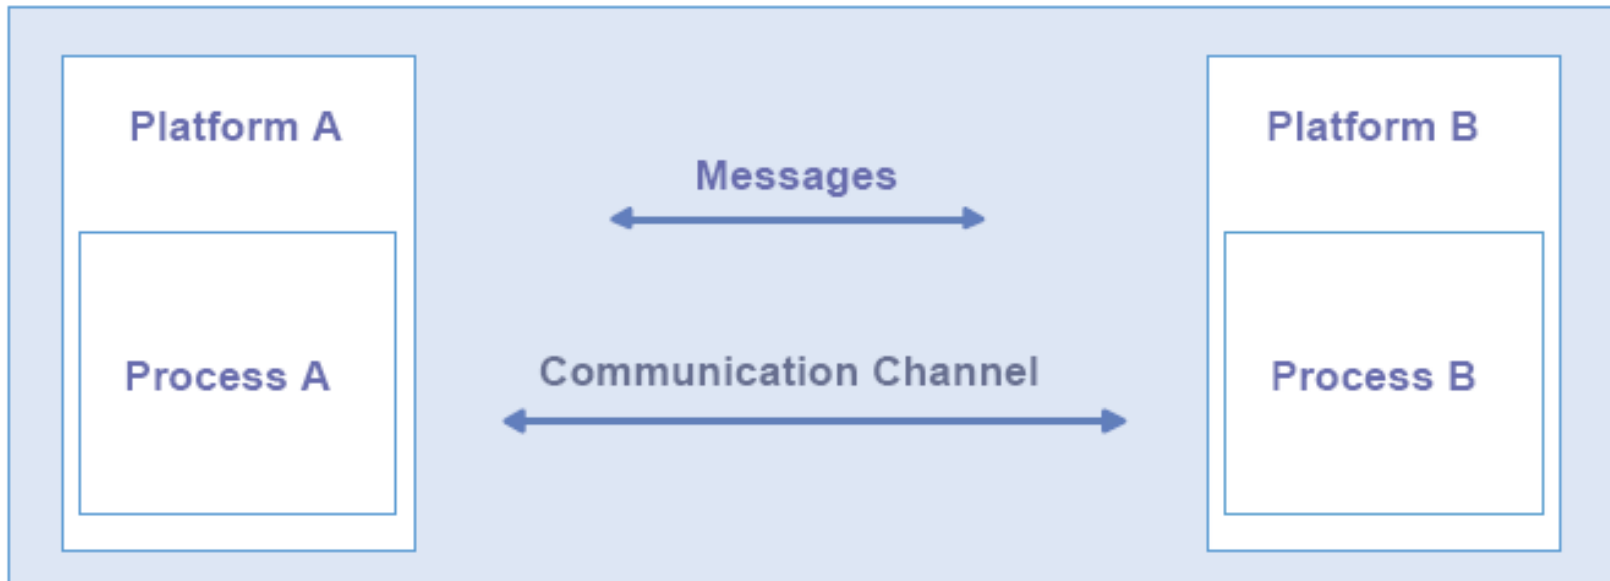 Platform A
Platform B
Messages
Process A
Communication Channel
Process B